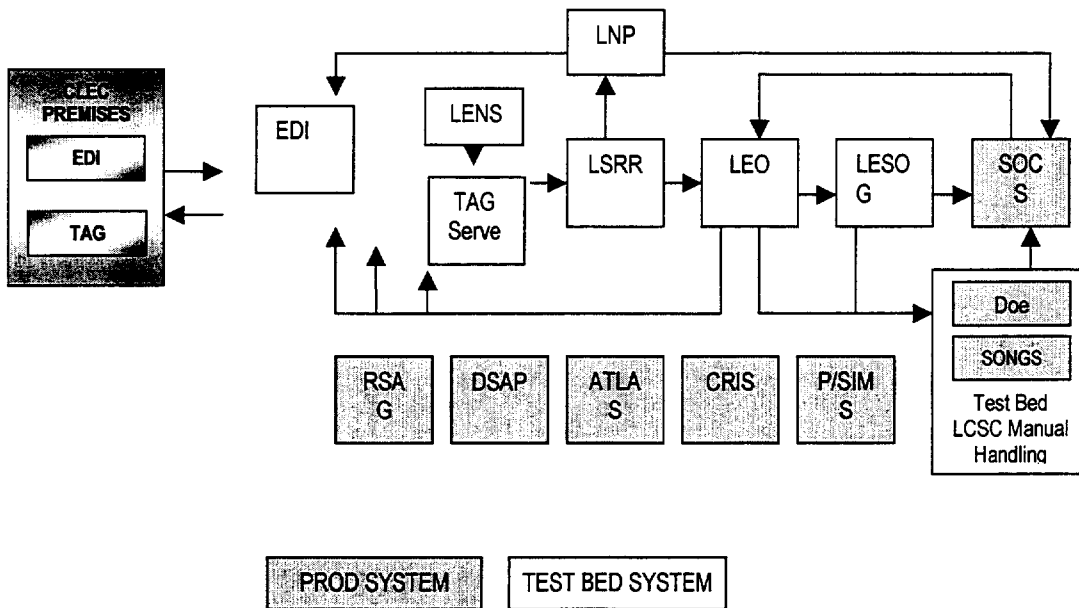 LNP
CLEC
PREMISES
EDI
TAG
EDI
LENS
TAG
Serve
LSRR
LEO
LESO
G
SOC
S
Doe
SONGS
Test Bed
LCSC Manual
Handling
RSA
G
DSAP
ATLA
S
CRIS
P/SIM
S
PROD SYSTEM
TEST BED SYSTEM